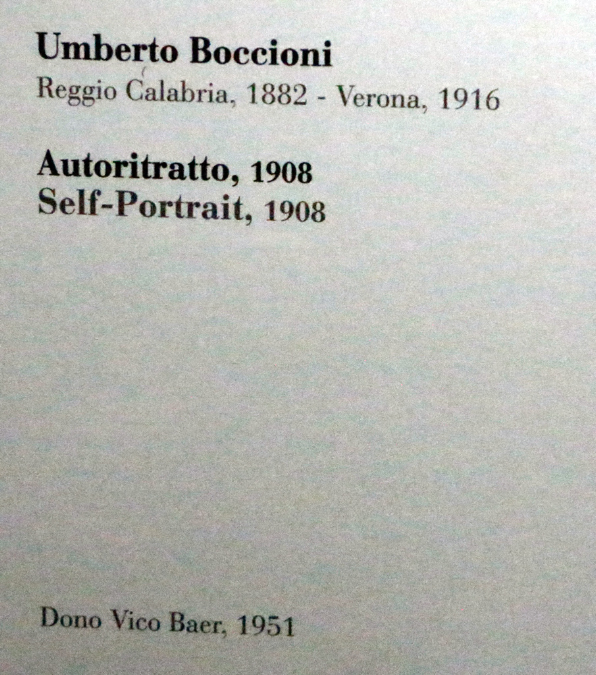 Umberto Boccioni
Reggio Calabria, 1882 - Verona, 1916
Autoritratto, 1908
Self-Portrait, 1908
Dono Vico Baer, 1951